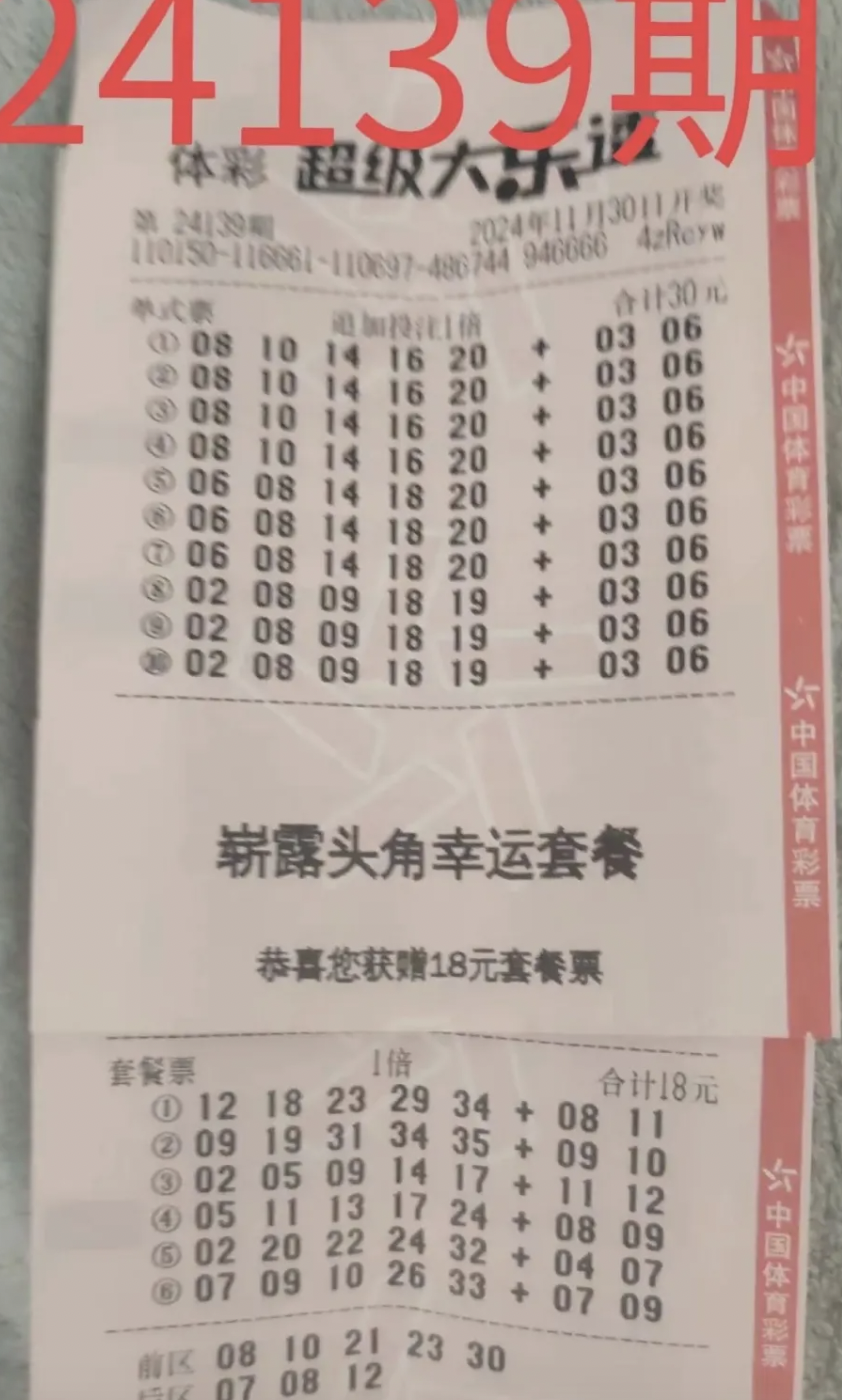 24139期
体彩 超级大乐透
第 24139期 2024年11月30日开奖
110150-116661-110697-486744 946666 4zReyw
单式票 追加投注1倍 合计30元
① 08 10 14 16 20 + 03 06
② 08 10 14 16 20 + 03 06
③ 08 10 14 16 20 + 03 06
④ 08 10 14 16 20 + 03 06
⑤ 06 08 14 18 20 + 03 06
⑥ 06 08 14 18 20 + 03 06
⑦ 06 08 14 18 20 + 03 06
⑧ 02 08 09 18 19 + 03 06
⑨ 02 08 09 18 19 + 03 06
⑩ 02 08 09 18 19 + 03 06
崭露头角幸运套餐
恭喜您获赠18元套餐票
套餐票 1倍 合计18元
① 12 18 23 29 34 + 08 11
② 09 19 31 34 35 + 09 10
③ 02 05 09 14 17 + 11 12
④ 05 11 13 17 24 + 08 09
⑤ 02 20 22 24 32 + 04 07
⑥ 07 09 10 26 33 + 07 09
前区 08 10 21 23 30
后区 07 08 12
中国体育彩票
中国体育彩票
中国体育彩票